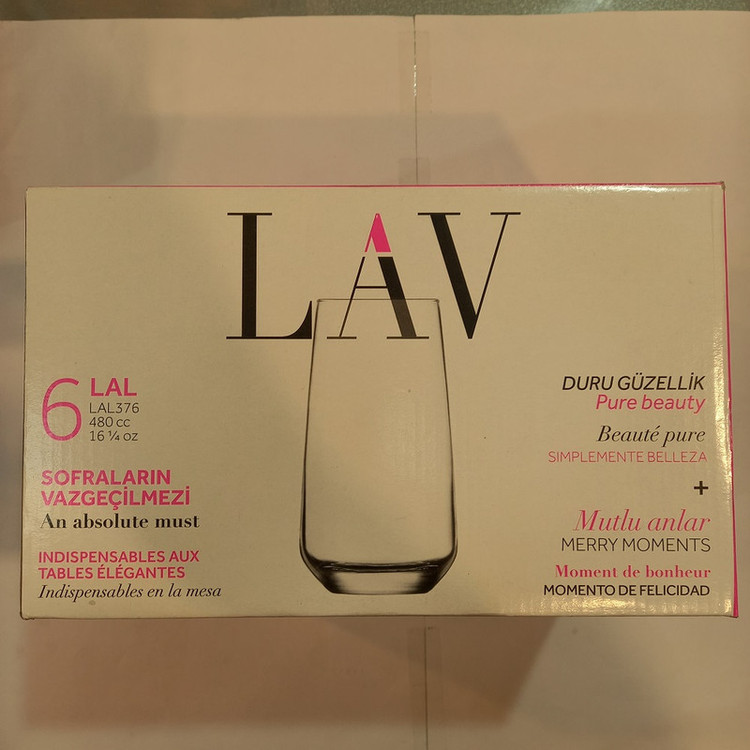 LAV
6
LAL
LAL376
480 cc
16 ¼ oz
SOFRALARIN
VAZGEÇİLMEZİ
An absolute must
INDISPENSABLES AUX
TABLES ÉLÉGANTES
Indispensables en la mesa
DURU GÜZELLİK
Pure beauty
Beauté pure
SIMPLEMENTE BELLEZA
+
Mutlu anlar
MERRY MOMENTS
Moment de bonheur
MOMENTO DE FELICIDAD